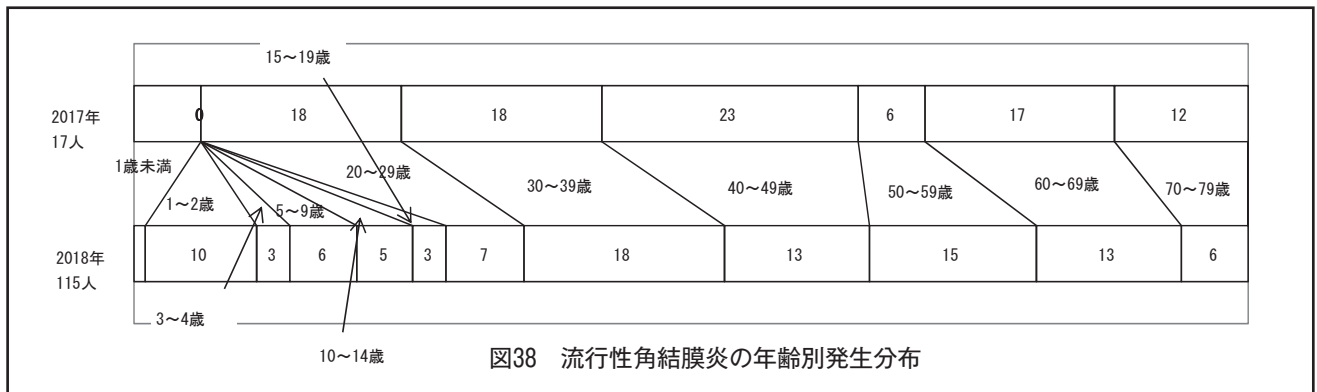 15～19歳
2017年
17人
0
18
18
23
6
17
12
1歳未満
1～2歳
5～9歳
20～29歳
30～39歳
40～49歳
50～59歳
60～69歳
70～79歳
2018年
115人
10
3
6
5
3
7
18
13
15
13
6
3～4歳
10～14歳
図38　流行性角結膜炎の年齢別発生分布